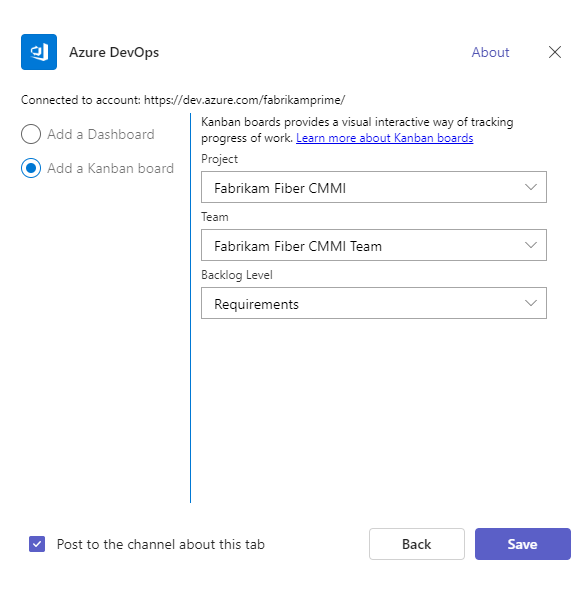 Azure DevOps
About
Connected to account: https://dev.azure.com/fabrikamprime/
Add a Dashboard
Add a Kanban board
Kanban boards provides a visual interactive way of tracking
progress of work. Learn more about Kanban boards
Project
Fabrikam Fiber CMMI
Team
Fabrikam Fiber CMMI Team
Backlog Level
Requirements
Post to the channel about this tab
Back
Save